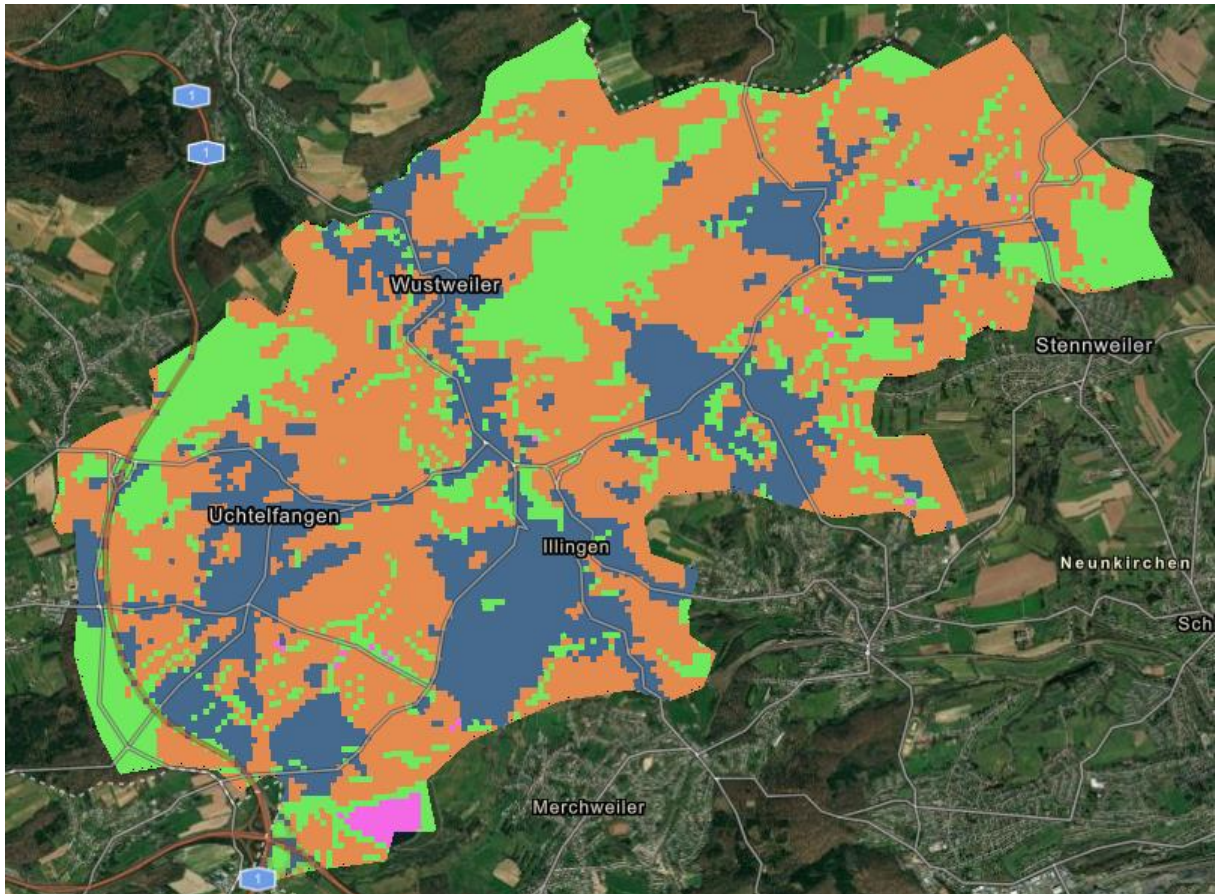 1
1
Wustweiler
Stennweiler
Uchtelfangen
Illingen
Neunkirchen
Sch
Merchweiler
1